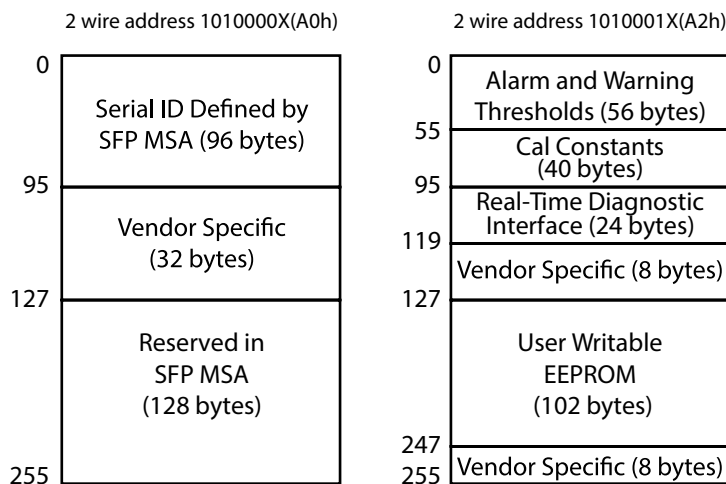 2 wire address 1010000X(A0h)
0
Serial ID Defined by
SFP MSA (96 bytes)
95
Vendor Specific
(32 bytes)
127
Reserved in
SFP MSA
(128 bytes)
255
2 wire address 1010001X(A2h)
0
Alarm and Warning
Thresholds (56 bytes)
55
Cal Constants
(40 bytes)
95
Real-Time Diagnostic
Interface (24 bytes)
119
Vendor Specific (8 bytes)
127
User Writable
EEPROM
(102 bytes)
247
Vendor Specific (8 bytes)
255